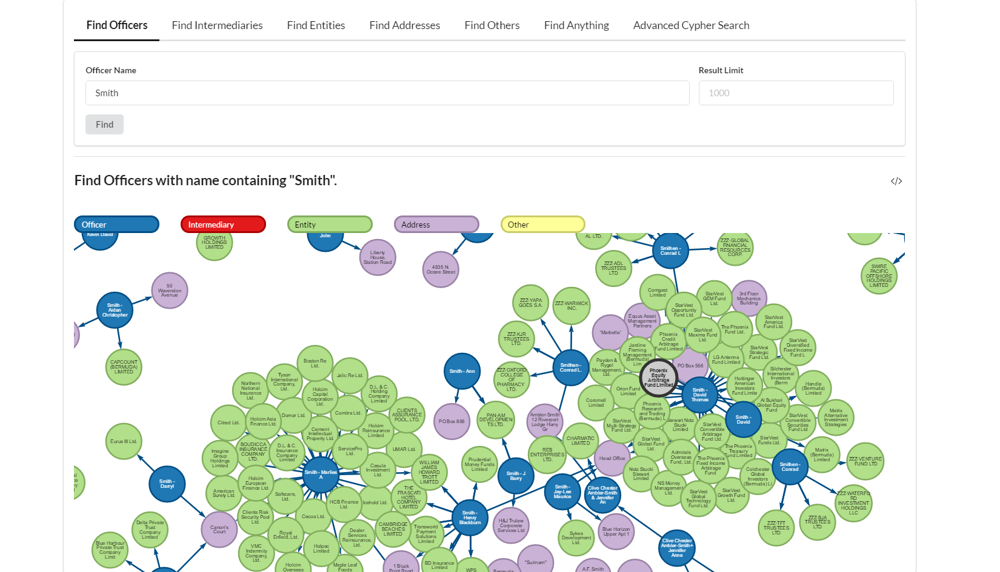 Find Officers
Find Intermediaries
Find Entities
Find Addresses
Find Others
Find Anything
Advanced Cypher Search
Officer Name
Result Limit
Smith
1000
Find
Find Officers with name containing "Smith".
</>
Officer
Intermediary
Entity
Address
Other
Kevin David
GROWTH
HOLDINGS
LIMITED
John
Liberty
House,
Station Road
4835 N.
Ocoee Street
AL LTD.
Smithen -
Conrad L
ZZZ-GLOBAL
FINANCIAL
RESOURCES
CORP.
ZZZ-ADL
TRUSTEES
LTD
SWIRE
PACIFIC
OFFSHORE
HOLDINGS
LIMITED
50
Wavendon
Avenue
Smith -
Aidan
Christopher
CAPCOUNT
(BERMUDA)
LIMITED
ZZZ-YAPA
GOES S.A.
ZZZ-WARWICK
INC.
ZZZ-KJR
TRUSTEES
LTD.
ZZZ-OXFORD
COLLEGE
OF
PHARMACY
LTD.
Smithen -
Conrad L.
Comgest
Limited
StarVest
Opportunity
Fund Ltd.
StarVest
GEM Fund
Ltd.
3rd Floor
Mechanics
Building
Equus Asset
Management
Partners
'Marbella'
Phoenix
Credit
Arbitrage
Fund Limited
StarVest
Maxima Fund
Ltd.
The Phoenix
Fund Ltd.
StarVest
America
Fund Ltd.
Jardine
Fleming
Management
(Bermuda)
Lim
StarVest
Strategic
Fund Ltd.
StarVest
Diversified
Fixed Income
Fund L
Payden &
Rygel
Management,
Ltd.
Phoenix
Equity
Arbitrage
Fund Limited
PO Box 556
LG Antenna
Fund Limited
Silchester
International
Investors
(Berm
Orion Fund
Limited
Smith -
David
Thomas
Hottinger
American
Investors
Fund Limite
Handle
(Bermuda)
Limited
Coromell
Limited
Phoenix
Research
and Trading
(Bermuda) L
Smith -
David
Al Bukhari
Global Equity
Fund
Matrix
Alternative
Investment
Strategies
StarVest
Multi-Strategy
Fund Ltd.
Stewart Notz
Stucki
Limited
StarVest
Convertible
Arbitrage
Fund Ltd.
StarVest
Convertible
Securities
Fund Ltd
StarVest
Global Fund
Ltd.
StarVest
Funds Ltd.
Ambler-Smith
12 Riverport
Lodge Harry
Gr
CHARMATIC
LIMITED
REB
ENTERPRISES
LTD.
Head Office
Admirals
Overseas
Fund, Ltd.
The Phoenix
Treasury
Fund Limited
The Phoenix
Fixed Income
Arbitrage
Fund
Smithen -
Conrad
Matrix
(Bermuda)
Limited
ZZZ-VENTURE
FUND LTD
Notz Stucki
Stewart
Limited
Colchester
Global
Investors
(Bermuda) Li
NS Money
Management
Ltd.
StarVest
Global
Technology
Fund Ltd.
StarVest
Growth Fund
Ltd.
ZZZ-WATERFO
RD
INVESTMENT
HOLDINGS
LLC
ZZZ-TFT
TRUSTEES
LTD
ZZZ-BJA
TRUSTEES
LTD
Smith - Ann
PO Box 856
PAN-AM
DEVELOPMEN
TS LTD.
Prudential
Money Funds
Limited
Smith - J
Barry
Smith -
Jay-Lee
Maurice
Clive Chester
Ambler-Smith
& Jennifer
An
H&J Trulaw
Corporate
Services Ltd
Sykes
Development
Ltd.
Blue Horizon
Upper Apt 1
Clive Chester
Ambler-Smith+
Jennifer
Anne
"Surinam"
Bermuda
A.F. Smith
Boston Re
Ltd.
Jalic Re Ltd.
Tyson
International
Company,
Ltd.
Northern
National
Insurance
Ltd.
Holcim
Capital
Corporation
Ltd.
D.L. & C.
Holding
Company
Limited
Citrad Ltd.
Holcim Asia
Finance Ltd.
Domar Ltd.
Comitra Ltd.
CLIENTS
ASSURANCE
POOL, LTD.
Cement
Intellectual
Property Ltd.
Holcim
Reinsurance
Limited
Eurus III Ltd.
Imagine
Group
Holdings
Limited
BOUDICCA
INSURANCE
COMPANY
LTD.
D.L. & C.
Insurance
Company
Limited
ServicePro
Ltd.
UMAR Ltd.
Smith - Marlies
A
Casula
Investment
Ltd.
WILLIAM
JAMES
HOWARD
TROTT
LIMITED
Smith -
Darryl
American
Surety Ltd.
Holcim
European
Finance Ltd.
Safecare,
Ltd.
HCB Finance
Ltd.
Icehold Ltd.
THE
FRASCATI
HOTEL
COMPANY
LIMITED
Smith -
Henry
Blackburn
Clients Risk
Security Pool
Ltd.
Cecoa Ltd.
CAMBRIDGE
BEACHES
LIMITED
Transworld
Payment
Solutions
Limited
Delta Private
Trust
Company
Limited
Canon's
Court
Royal
Enfield, Ltd.
Dealer
Services
Reinsurance,
Ltd.
Blue Harbour
Private Trust
Company
Limit
VMC
Indemnity
Company,
Ltd.
Holpac
Limited
Holcim
Overseas
Maple Leaf
Foods
1 Bluck
Point Road
BD Insurance
Limited
WPS